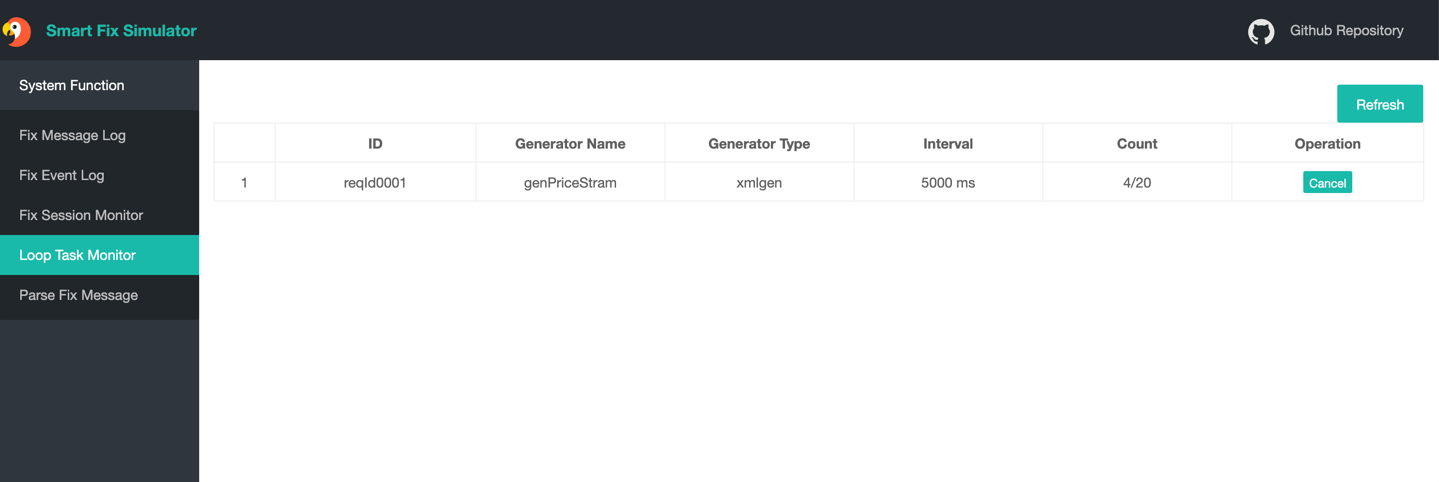 Smart Fix Simulator
Github Repository
System Function
Fix Message Log
Fix Event Log
Fix Session Monitor
Loop Task Monitor
Parse Fix Message
Refresh
ID Generator Name Generator Type Interval Count Operation
1 reqId0001 genPriceStram xmlgen 5000 ms 4/20 Cancel